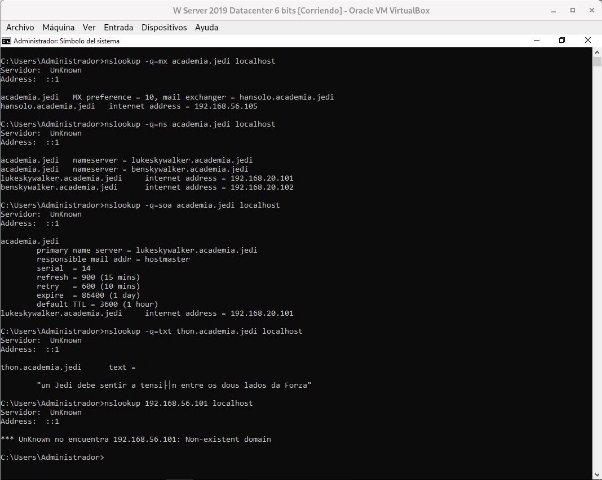 W Server 2019 Datacenter 6 bits [Corriendo] - Oracle VM VirtualBox
Archivo Máquina Ver Entrada Dispositivos Ayuda
Administrador: Símbolo del sistema
C:\Users\Administrador>nslookup -q=mx academia.jedi localhost
Servidor: UnKnown
Address: ::1
academia.jedi MX preference = 10, mail exchanger = hansolo.academia.jedi
hansolo.academia.jedi internet address = 192.168.56.105
C:\Users\Administrador>nslookup -q=ns academia.jedi localhost
Servidor: UnKnown
Address: ::1
academia.jedi nameserver = lukeskywalker.academia.jedi
academia.jedi nameserver = benskywalker.academia.jedi
lukeskywalker.academia.jedi internet address = 192.168.20.101
benskywalker.academia.jedi internet address = 192.168.20.102
C:\Users\Administrador>nslookup -q=soa academia.jedi localhost
Servidor: UnKnown
Address: ::1
academia.jedi
primary name server = lukeskywalker.academia.jedi
responsible mail addr = hostmaster
serial = 14
refresh = 900 (15 mins)
retry = 600 (10 mins)
expire = 86400 (1 day)
default TTL = 3600 (1 hour)
lukeskywalker.academia.jedi internet address = 192.168.20.101
C:\Users\Administrador>nslookup -q=txt thon.academia.jedi localhost
Servidor: UnKnown
Address: ::1
thon.academia.jedi text =
"un Jedi debe sentir a tensi├│n entre os dous lados da Forza"
C:\Users\Administrador>nslookup 192.168.56.101 localhost
Servidor: UnKnown
Address: ::1
*** UnKnown no encuentra 192.168.56.101: Non-existent domain
C:\Users\Administrador>